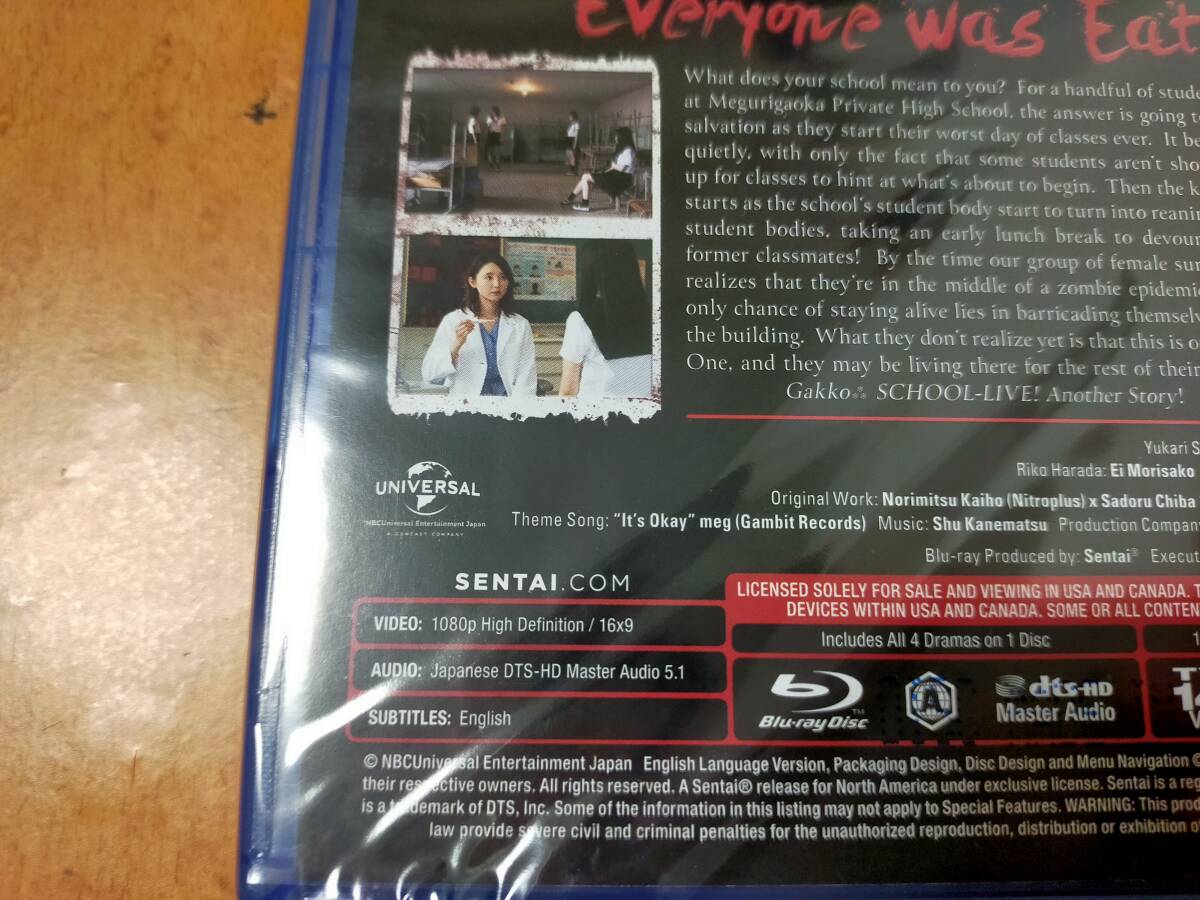 Everyone was Eat
What does your school mean to you? For a handful of stude
at Megurigaoka Private High School, the answer is going to
salvation as they start their worst day of classes ever. It be
quietly, with only the fact that some students aren't sho
up for classes to hint at what's about to begin. Then the k
starts as the school's student body start to turn into reani
student bodies, taking an early lunch break to devour
former classmates! By the time our group of female sur
realizes that they're in the middle of a zombie epidemic
only chance of staying alive lies in barricading themselv
the building. What they don't realize yet is that this is o
One, and they may be living there for the rest of their
Gakko⁂ SCHOOL-LIVE! Another Story!
Yukari S
Riko Harada: Ei Morisako
Original Work: Norimitsu Kaiho (Nitroplus) x Sadoru Chiba
Theme Song: "It's Okay" meg (Gambit Records) Music: Shu Kanematsu Production Company
Blu-ray Produced by: Sentai® Execut
UNIVERSAL
NBCUniversal Entertainment Japan
A COMCAST COMPANY
SENTAI.COM
VIDEO: 1080p High Definition / 16x9
AUDIO: Japanese DTS-HD Master Audio 5.1
SUBTITLES: English
LICENSED SOLELY FOR SALE AND VIEWING IN USA AND CANADA. T
DEVICES WITHIN USA AND CANADA. SOME OR ALL CONTEN
Includes All 4 Dramas on 1 Disc
Blu-ray Disc™
A
dts-HD
Master Audio
© NBCUniversal Entertainment Japan English Language Version, Packaging Design, Disc Design and Menu Navigation ©
their respective owners. All rights reserved. A Sentai® release for North America under exclusive license. Sentai is a reg
is a trademark of DTS, Inc. Some of the information in this listing may not apply to Special Features. WARNING: This prod
law provide severe civil and criminal penalties for the unauthorized reproduction, distribution or exhibition of